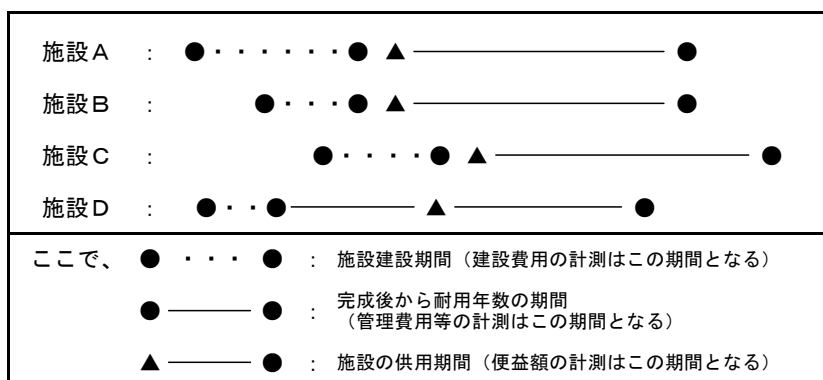 施設A : ●・・・・・・● ▲ ───── ●
施設B : ●・・・● ▲ ───── ●
施設C : ●・・・・● ▲ ───── ●
施設D : ●・・●─── ▲ ─── ●
ここで、 ● ・・・ ● : 施設建設期間（建設費用の計測はこの期間となる）
●───● : 完成後から耐用年数の期間
（管理費用等の計測はこの期間となる）
▲─── ● : 施設の供用期間（便益額の計測はこの期間となる）